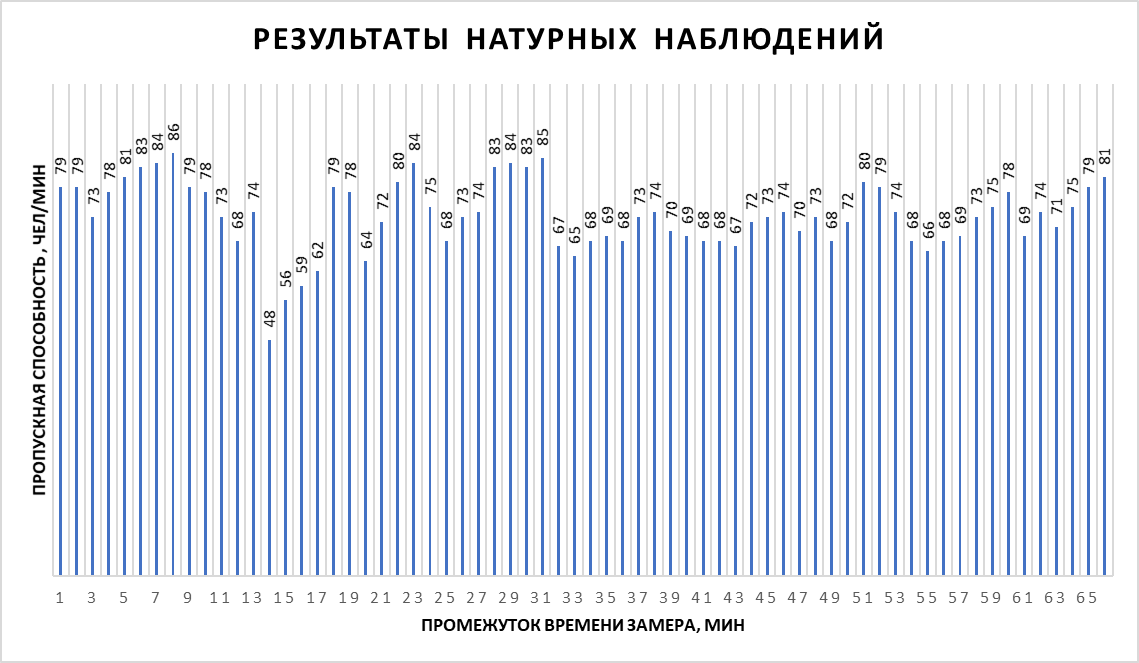 РЕЗУЛЬТАТЫ НАТУРНЫХ НАБЛЮДЕНИЙ
ПРОПУСКНАЯ СПОСОБНОСТЬ , ЧЕЛ/МИН
79 79 73 78 81 83 84 86 79 78 73 68 74 48 56 59 62 79 78 64 72 80 84 75 68 73 74 83 84 83 85 67 65 68 69 68 73 74 70 69 68 68 67 72 73 74 70 73 68 72 80 79 74 68 66 68 69 73 75 78 69 74 71 75 79 81
1 3 5 7 9 11 13 15 17 19 21 23 25 27 29 31 33 35 37 39 41 43 45 47 49 51 53 55 57 59 61 63 65
ПРОМЕЖУТОК ВРЕМЕНИ ЗАМЕРА, МИН